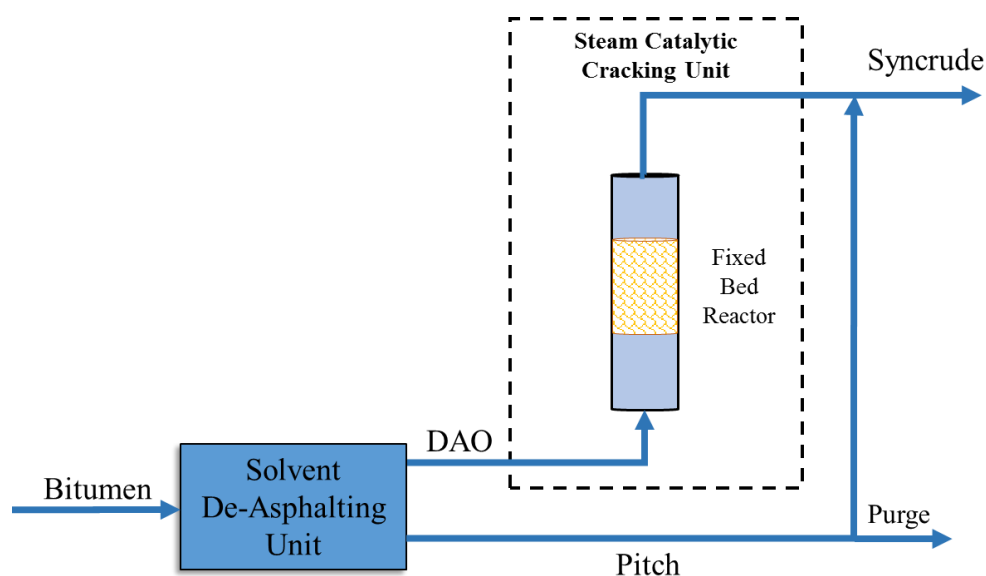 Steam Catalytic
Cracking Unit
Syncrude
Fixed
Bed
Reactor
DAO
Bitumen
Solvent
De-Asphalting
Unit
Purge
Pitch